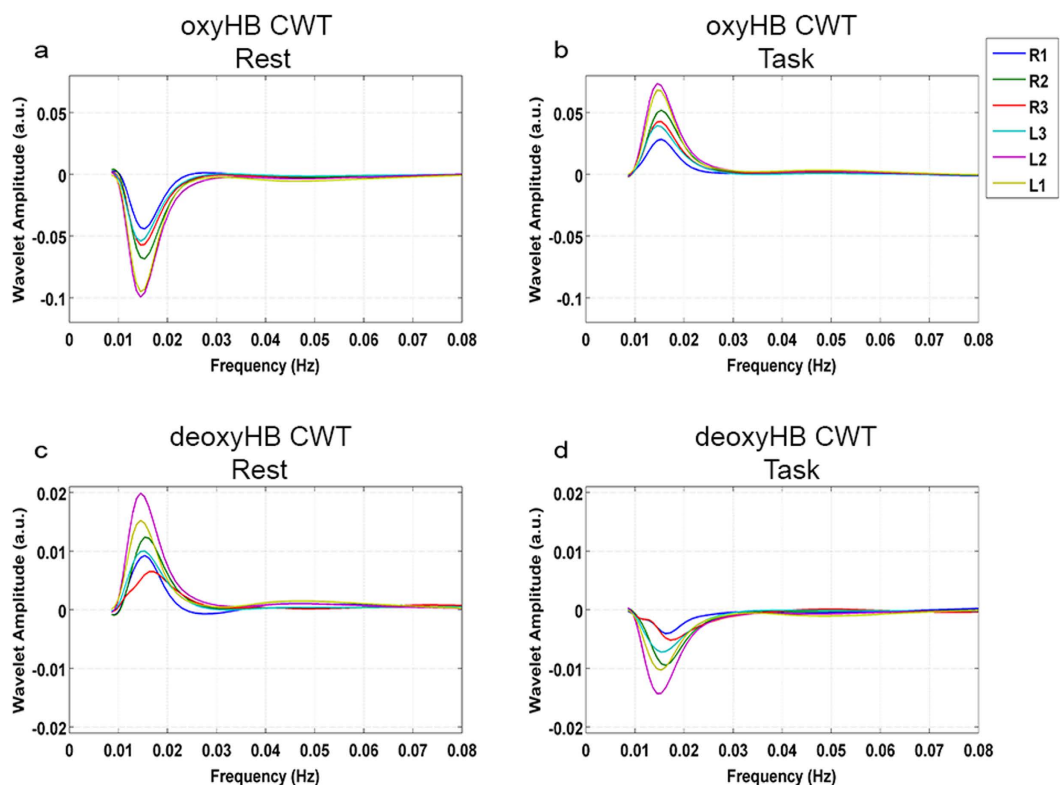 a
oxyHB CWT
Rest
Wavelet Amplitude (a.u.)
0.05
0
-0.05
-0.1
0 0.01 0.02 0.03 0.04 0.05 0.06 0.07 0.08
Frequency (Hz)
b
oxyHB CWT
Task
Wavelet Amplitude (a.u.)
0.05
0
-0.05
-0.1
0 0.01 0.02 0.03 0.04 0.05 0.06 0.07 0.08
Frequency (Hz)
R1
R2
R3
L3
L2
L1
c
deoxyHB CWT
Rest
Wavelet Amplitude (a.u.)
0.02
0.01
0
-0.01
-0.02
0 0.01 0.02 0.03 0.04 0.05 0.06 0.07 0.08
Frequency (Hz)
d
deoxyHB CWT
Task
Wavelet Amplitude (a.u.)
0.02
0.01
0
-0.01
-0.02
0 0.01 0.02 0.03 0.04 0.05 0.06 0.07 0.08
Frequency (Hz)